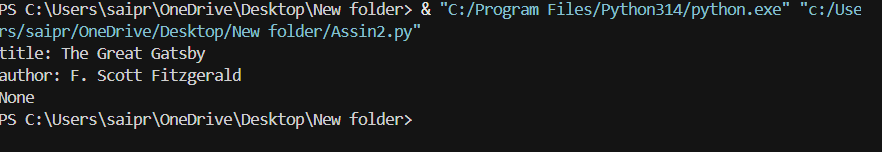 PS C:\Users\saipr\OneDrive\Desktop\New folder> & "C:/Program Files/Python314/python.exe" "c:/Use
rs/saipr/OneDrive/Desktop/New folder/Assin2.py"
title: The Great Gatsby
author: F. Scott Fitzgerald
None
PS C:\Users\saipr\OneDrive\Desktop\New folder>